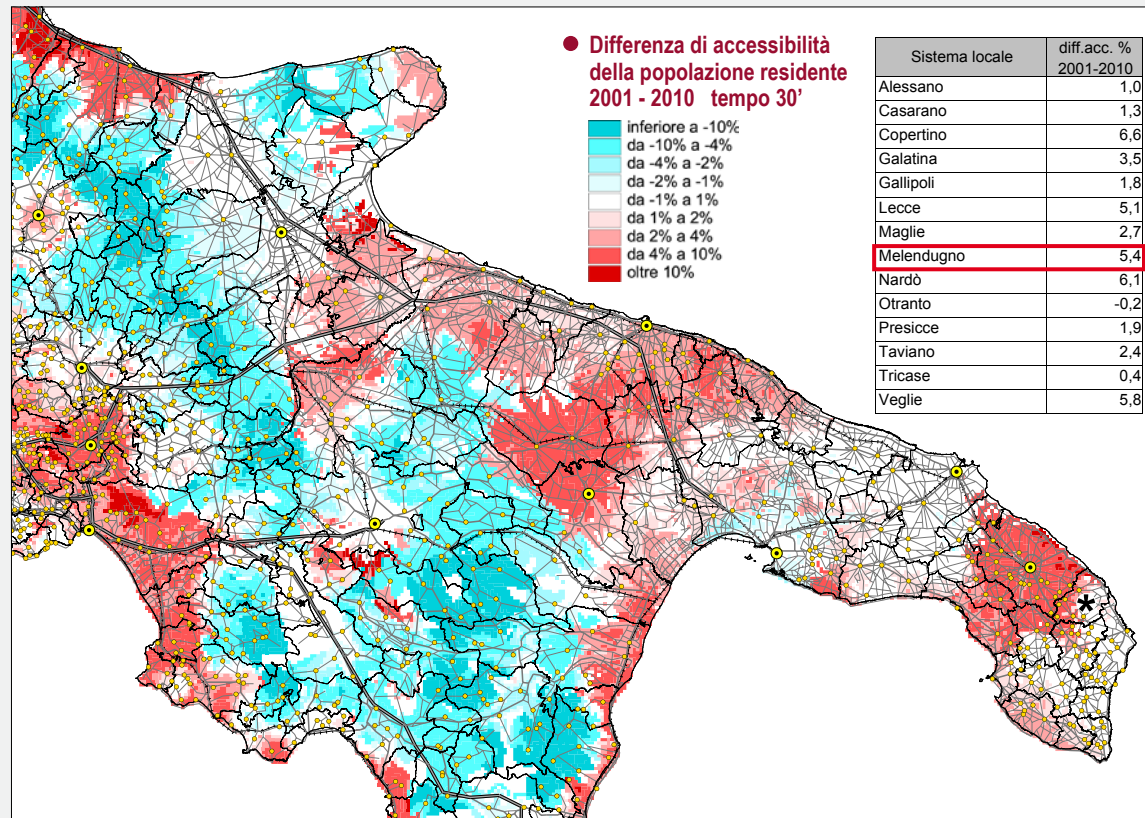 Differenza di accessibilità
della popolazione residente
2001 - 2010 tempo 30’
inferiore a -10%
da -10% a -4%
da -4% a -2%
da -2% a -1%
da -1% a 1%
da 1% a 2%
da 2% a 4%
da 4% a 10%
oltre 10%
Sistema locale diff.acc. %
2001-2010
Alessano 1,0
Casarano 1,3
Copertino 6,6
Galatina 3,5
Gallipoli 1,8
Lecce 5,1
Maglie 2,7
Melendugno 5,4
Nardò 6,1
Otranto -0,2
Presicce 1,9
Taviano 2,4
Tricase 0,4
Veglie 5,8
*